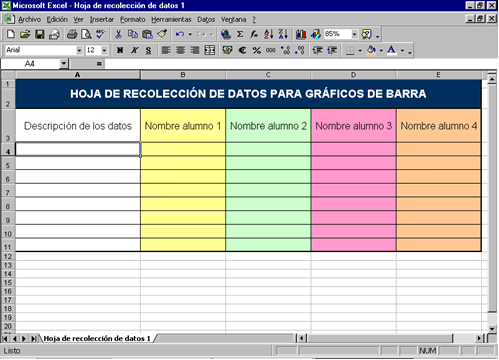 Microsoft Excel - Hoja de recolección de datos 1
Archivo Edición Ver Insertar Formato Herramientas Datos Ventana ?
Σ 85% ?
Arial 12 N K S € % 000
A4 =
A B C D E
1
HOJA DE RECOLECCIÓN DE DATOS PARA GRÁFICOS DE BARRA
2
Descripción de los datos Nombre alumno 1 Nombre alumno 2 Nombre alumno 3 Nombre alumno 4
3
4
5
6
7
8
9
10
11
12
13
14
15
16
17
18
19
20
Hoja de recolección de datos 1
Listo NUM